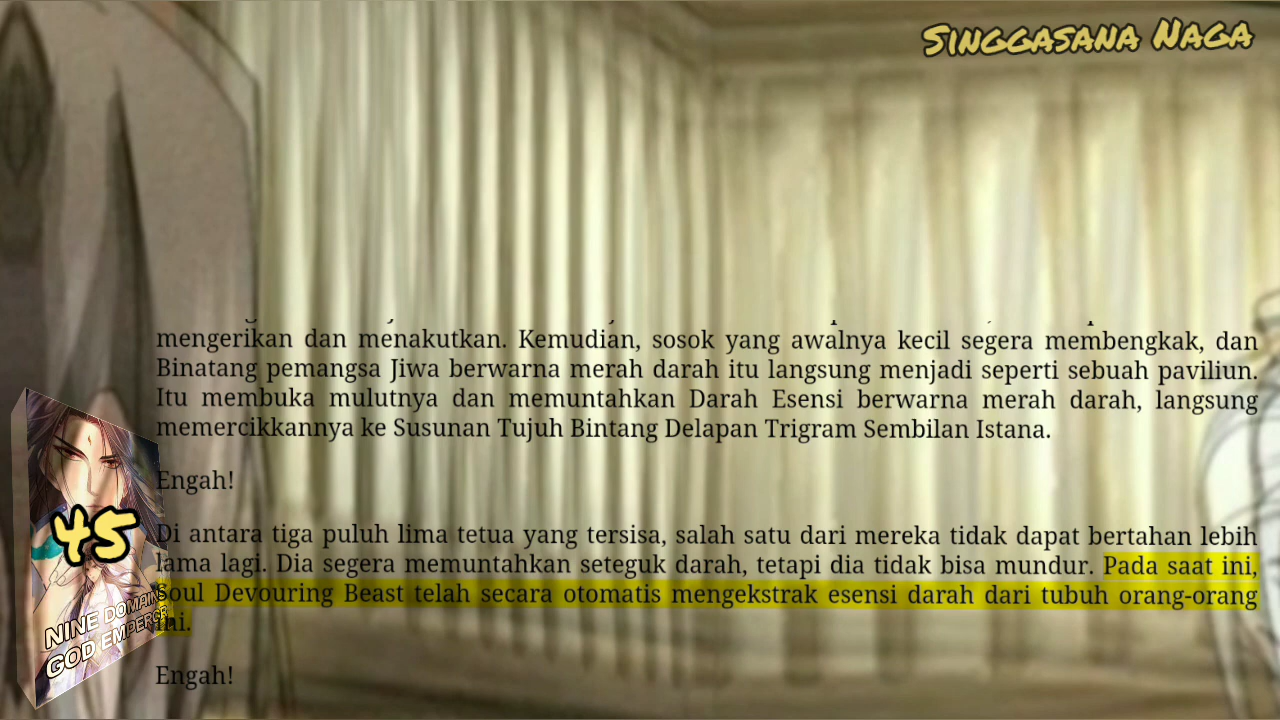 Singgasana Naga
mengerikan dan menakutkan. Kemudian, sosok yang awalnya kecil segera membengkak, dan
Binatang pemangsa Jiwa berwarna merah darah itu langsung menjadi seperti sebuah paviliun.
Itu membuka mulutnya dan memuntahkan Darah Esensi berwarna merah darah, langsung
memercikkannya ke Susunan Tujuh Bintang Delapan Trigram Sembilan Istana.
Engah!
Di antara tiga puluh lima tetua yang tersisa, salah satu dari mereka tidak dapat bertahan lebih
lama lagi. Dia segera memuntahkan seteguk darah, tetapi dia tidak bisa mundur. Pada saat ini,
Soul Devouring Beast telah secara otomatis mengekstrak esensi darah dari tubuh orang-orang
ini.
Engah!
45
NINE DOMAINS
GOD EMPEROR